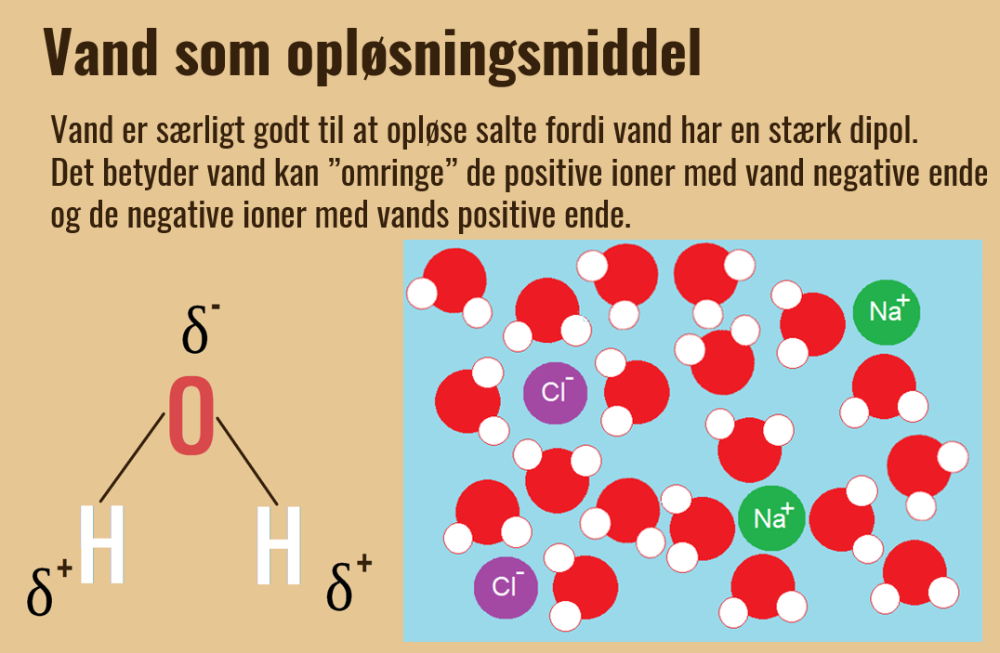 Vand som opløsningsmiddel
Vand er særligt godt til at opløse salte fordi vand har en stærk dipol.
Det betyder vand kan ”omringe” de positive ioner med vand negative ende
og de negative ioner med vands positive ende.
δ-
O
H
H
δ+
δ+
Na+
Cl-
Na+
Cl-